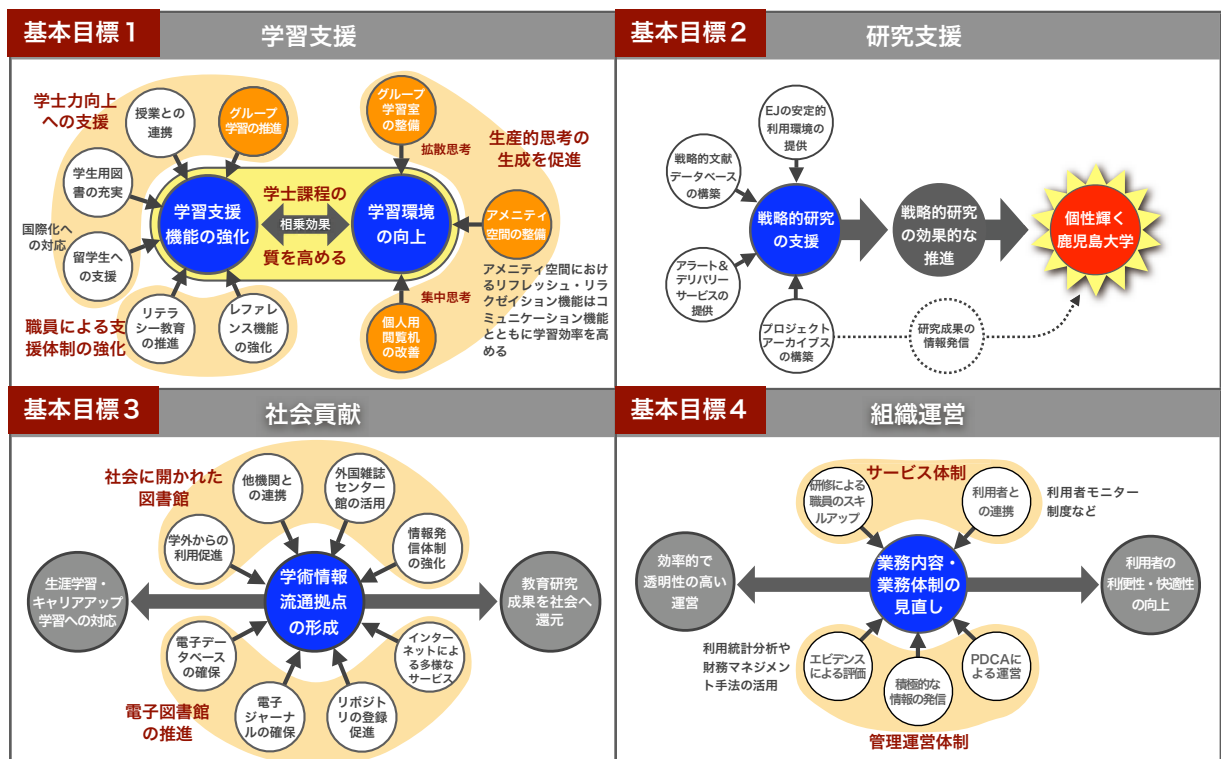 基本目標1
学習支援
学士力向上
への支援
授業との
連携
グループ
学習の推進
グループ
学習室
の整備
生産的思考の
生成を促進
拡散思考
学生用図
書の充実
学士課程の
学習支援
機能の強化
相乗効果
学習環境
の向上
アメニティ
空間の整備
国際化へ
の対応
留学生へ
の支援
質を高める
アメニティ空間におけ
るリフレッシュ・リラ
クゼイション機能はコ
ミュニケーション機能
とともに学習効率を高
める
集中思考
職員による支
援体制の強化
リテラ
シー教育
の推進
レファレ
ンス機能
の強化
個人用
閲覧机
の改善
基本目標2
研究支援
EJの安定的
利用環境の
提供
戦略的文献
データベース
の構築
戦略的研究
の支援
戦略的研究
の効果的な
推進
個性輝く
鹿児島大学
アラート&
デリバリー
サービスの
提供
プロジェクト
アーカイブス
の構築
研究成果の
情報発信
基本目標3
社会貢献
社会に開かれた
図書館
他機関と
の連携
外国雑誌
センター
館の活用
学外からの
利用促進
情報発
信体制
の強化
生涯学習・
キャリアアップ
学習への対応
学術情報
流通拠点
の形成
教育研究
成果を社会へ
還元
電子デー
タベース
の確保
インター
ネットによ
る多様な
サービス
電子図書館
の推進
電子
ジャーナ
ルの確保
リポジト
リの登録
促進
基本目標4
組織運営
サービス体制
研修による
職員のスキ
ルアップ
利用者と
の連携
利用者モニター
制度など
効率的で
透明性の高い
運営
業務内容・
業務体制の
見直し
利用者の
利便性・快適性
の向上
利用統計分析や
財務マネジメン
ト手法の活用
エビデンス
による評価
積極的な
情報の発信
PDCAに
よる運営
管理運営体制